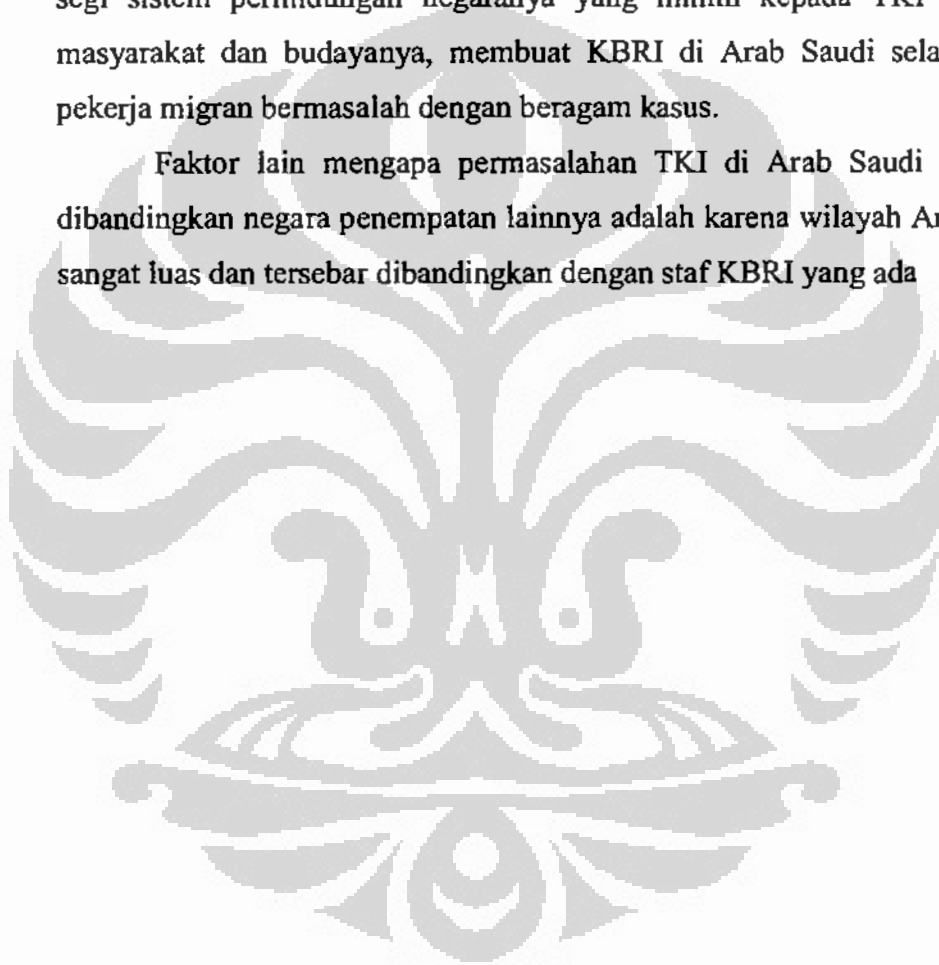 segi sistem perlindungan negaranya yang minim kepada TKI
masyarakat dan budayanya, membuat KBRI di Arab Saudi sela
pekerja migran bermasalah dengan beragam kasus.
Faktor lain mengapa permasalahan TKI di Arab Saudi
dibandingkan negara penempatan lainnya adalah karena wilayah A
sangat luas dan tersebar dibandingkan dengan staf KBRI yang ada